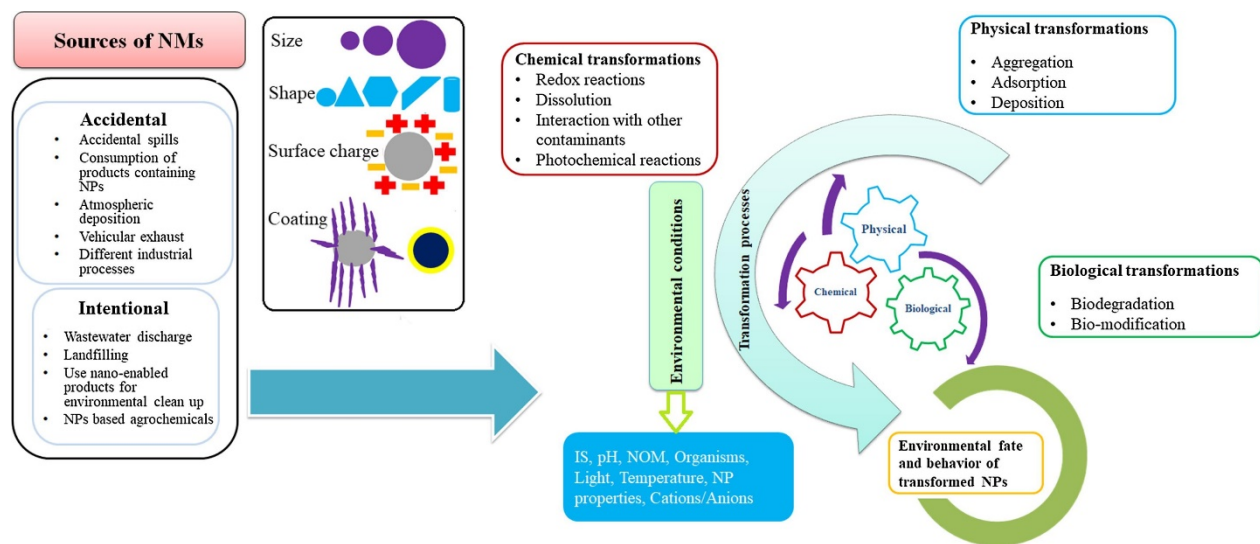 Sources of NMs
Accidental
• Accidental spills
• Consumption of
products containing
NPs
• Atmospheric
deposition
• Vehicular exhaust
• Different industrial
processes
Intentional
• Wastewater discharge
• Landfilling
• Use nano-enabled
products for
environmental clean up
• NPs based agrochemicals
Size
Shape
Surface charge
Coating
Chemical transformations
• Redox reactions
• Dissolution
• Interaction with other
contaminants
• Photochemical reactions
Environmental conditions
IS, pH, NOM, Organisms,
Light, Temperature, NP
properties, Cations/Anions
Transformation processes
Physical transformations
• Aggregation
• Adsorption
• Deposition
Physical
Chemical
Biological
Biological transformations
• Biodegradation
• Bio-modification
Environmental fate
and behavior of
transformed NPs